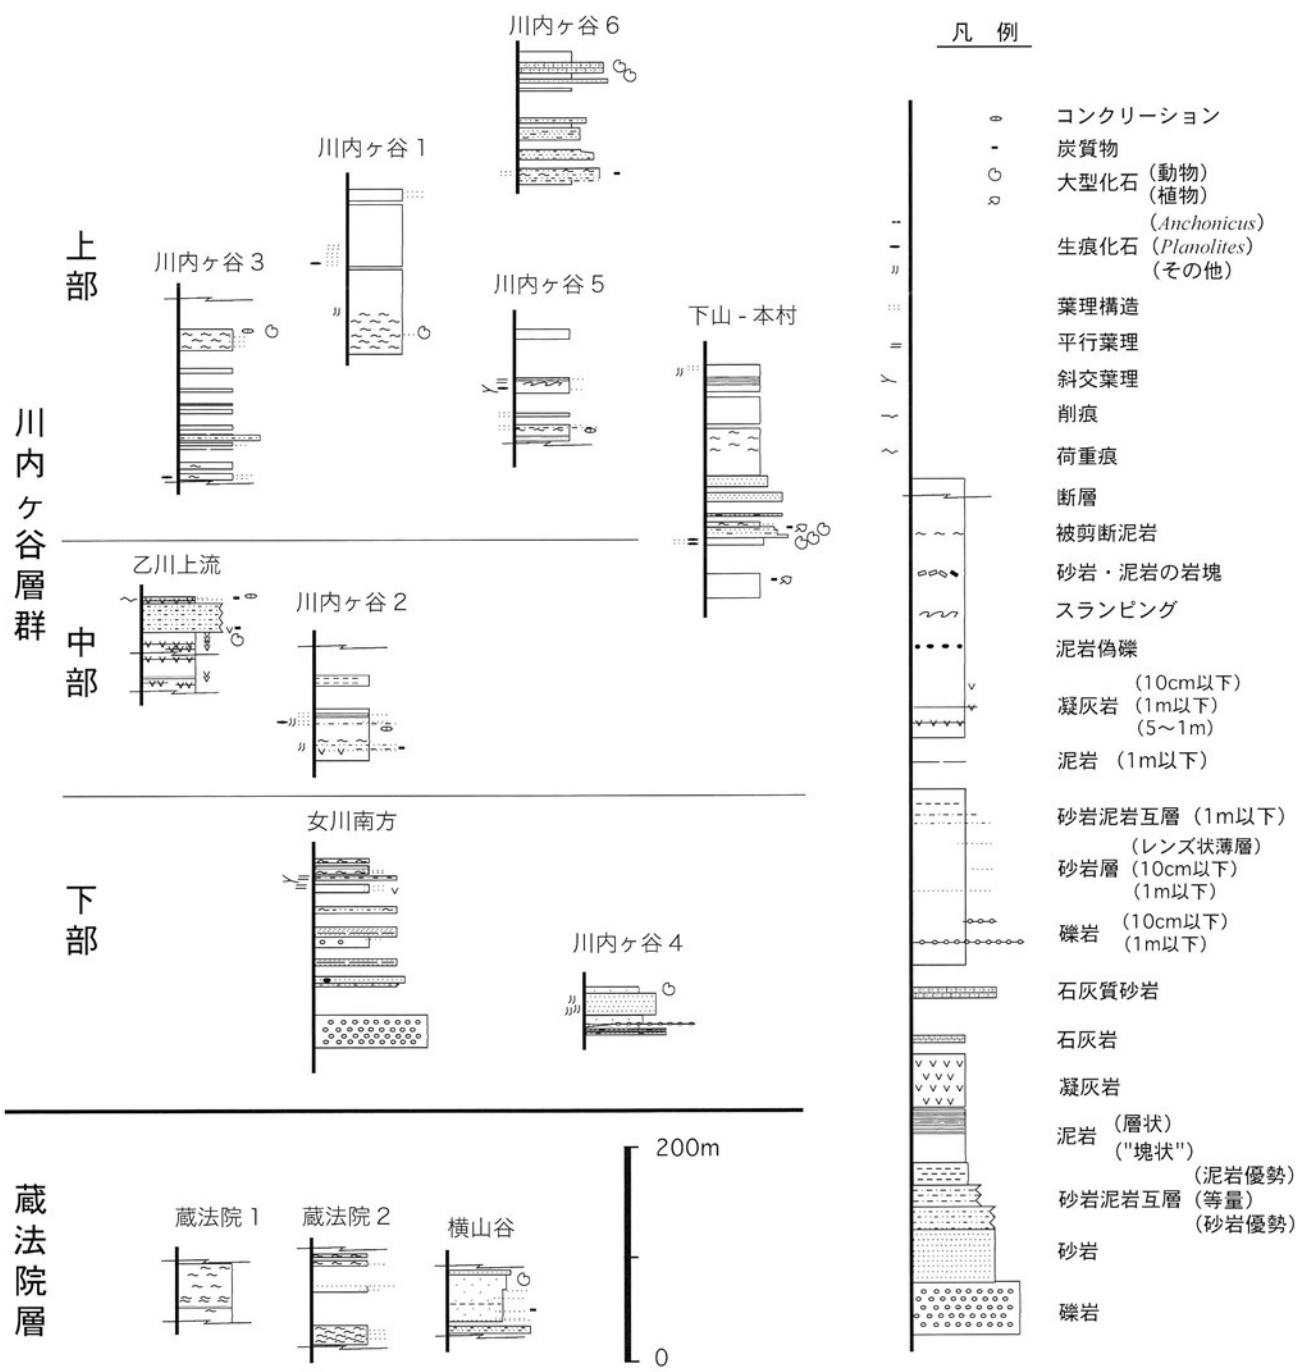 川内ヶ谷6
川内ヶ谷1
川内ヶ谷3
川内ヶ谷5
下山 - 本村
上部
川内ヶ谷層群
乙川上流
川内ヶ谷2
中部
女川南方
川内ヶ谷4
下部
蔵法院層
蔵法院1
蔵法院2
横山谷
200m
0
凡 例
コンクリーション
炭質物
大型化石 (動物)
(植物)
(Anchonicus)
生痕化石 (Planolites)
(その他)
葉理構造
平行葉理
斜交葉理
削痕
荷重痕
断層
被剪断泥岩
砂岩・泥岩の岩塊
スランピング
泥岩偽礫
(10cm以下)
凝灰岩 (1m以下)
(5〜1m)
泥岩 (1m以下)
砂岩泥岩互層 (1m以下)
(レンズ状薄層)
砂岩層 (10cm以下)
(1m以下)
礫岩 (10cm以下)
(1m以下)
石灰質砂岩
石灰岩
凝灰岩
泥岩 (層状)
("塊状")
(泥岩優勢)
砂岩泥岩互層 (等量)
(砂岩優勢)
砂岩
礫岩